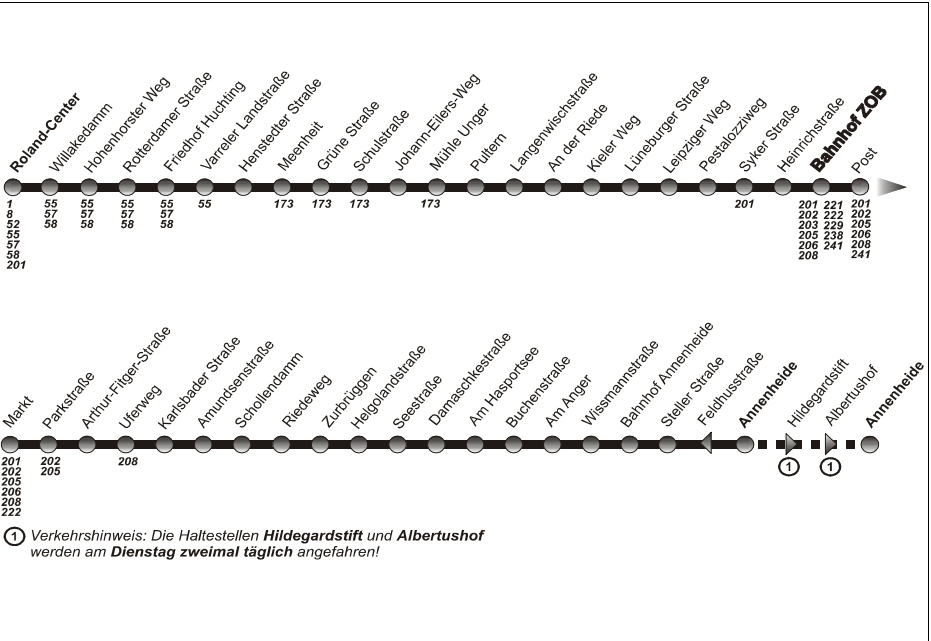 Roland-Center
Willakedamm
Hohenhorster Weg
Rotterdamer Straße
Friedhof Huchting
Varreler Landstraße
Henstedter Straße
Meenheit
Grüne Straße
Schulstraße
Johann-Eilers-Weg
Mühle Unger
Pultern
Langenwischstraße
An der Riede
Kieler Weg
Lüneburger Straße
Leipziger Weg
Pestalozziweg
Syker Straße
Heinrichstraße
Bahnhof ZOB
Post
1
8
52
55
57
58
201
55
57
58
55
57
58
55
57
58
55
57
58
55
173
173
173
173
201
201 221
202 222
203 229
205 238
206 241
208
201
202
205
206
208
241
Markt
Parkstraße
Arthur-Fitger-Straße
Uferweg
Karlsbader Straße
Amundsenstraße
Schollendamm
Riedeweg
Zurbrüggen
Helgolandstraße
Seestraße
Damaschkestraße
Am Hasportsee
Buchenstraße
Am Anger
Wissmannstraße
Bahnhof Annenheide
Steller Straße
Feldhusstraße
Annenheide
Hildegardstift
Albertushof
Annenheide
201
202
205
206
208
222
202
205
208
1
1
1 Verkehrshinweis: Die Haltestellen Hildegardstift und Albertushof
werden am Dienstag zweimal täglich angefahren!